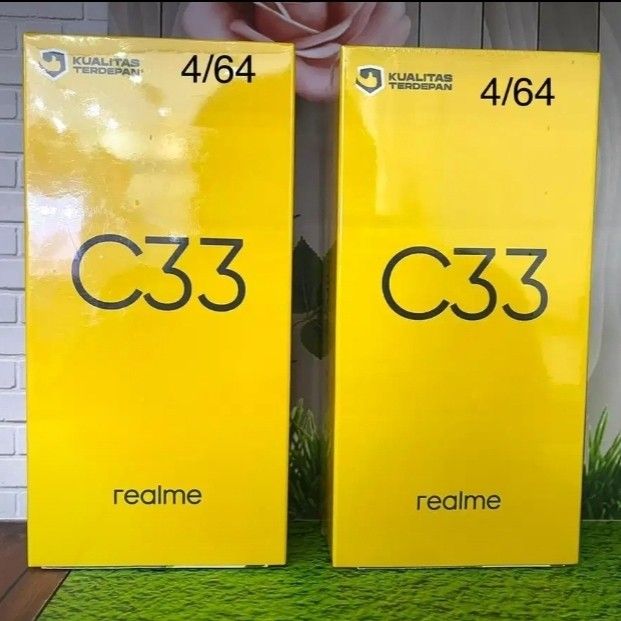 KUALITAS
TERDEPAN
4/64
C33
realme
KUALITAS
TERDEPAN
4/64
C33
realme